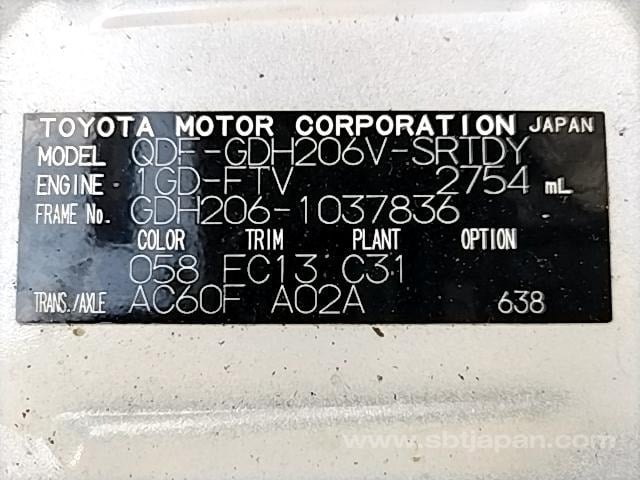 TOYOTA MOTOR CORPORATION JAPAN
MODEL QDF-GDH206V-SRTDY
ENGINE 1GD-FTV 2754 mL
FRAME No. GDH206-1037836
COLOR TRIM PLANT OPTION
058 FC13 C31
TRANS./AXLE AC60F A02A 638
www.sbtjapan.com